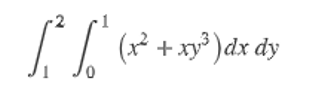 ∫₁² ∫₀¹ (x² + xy³) dx dy